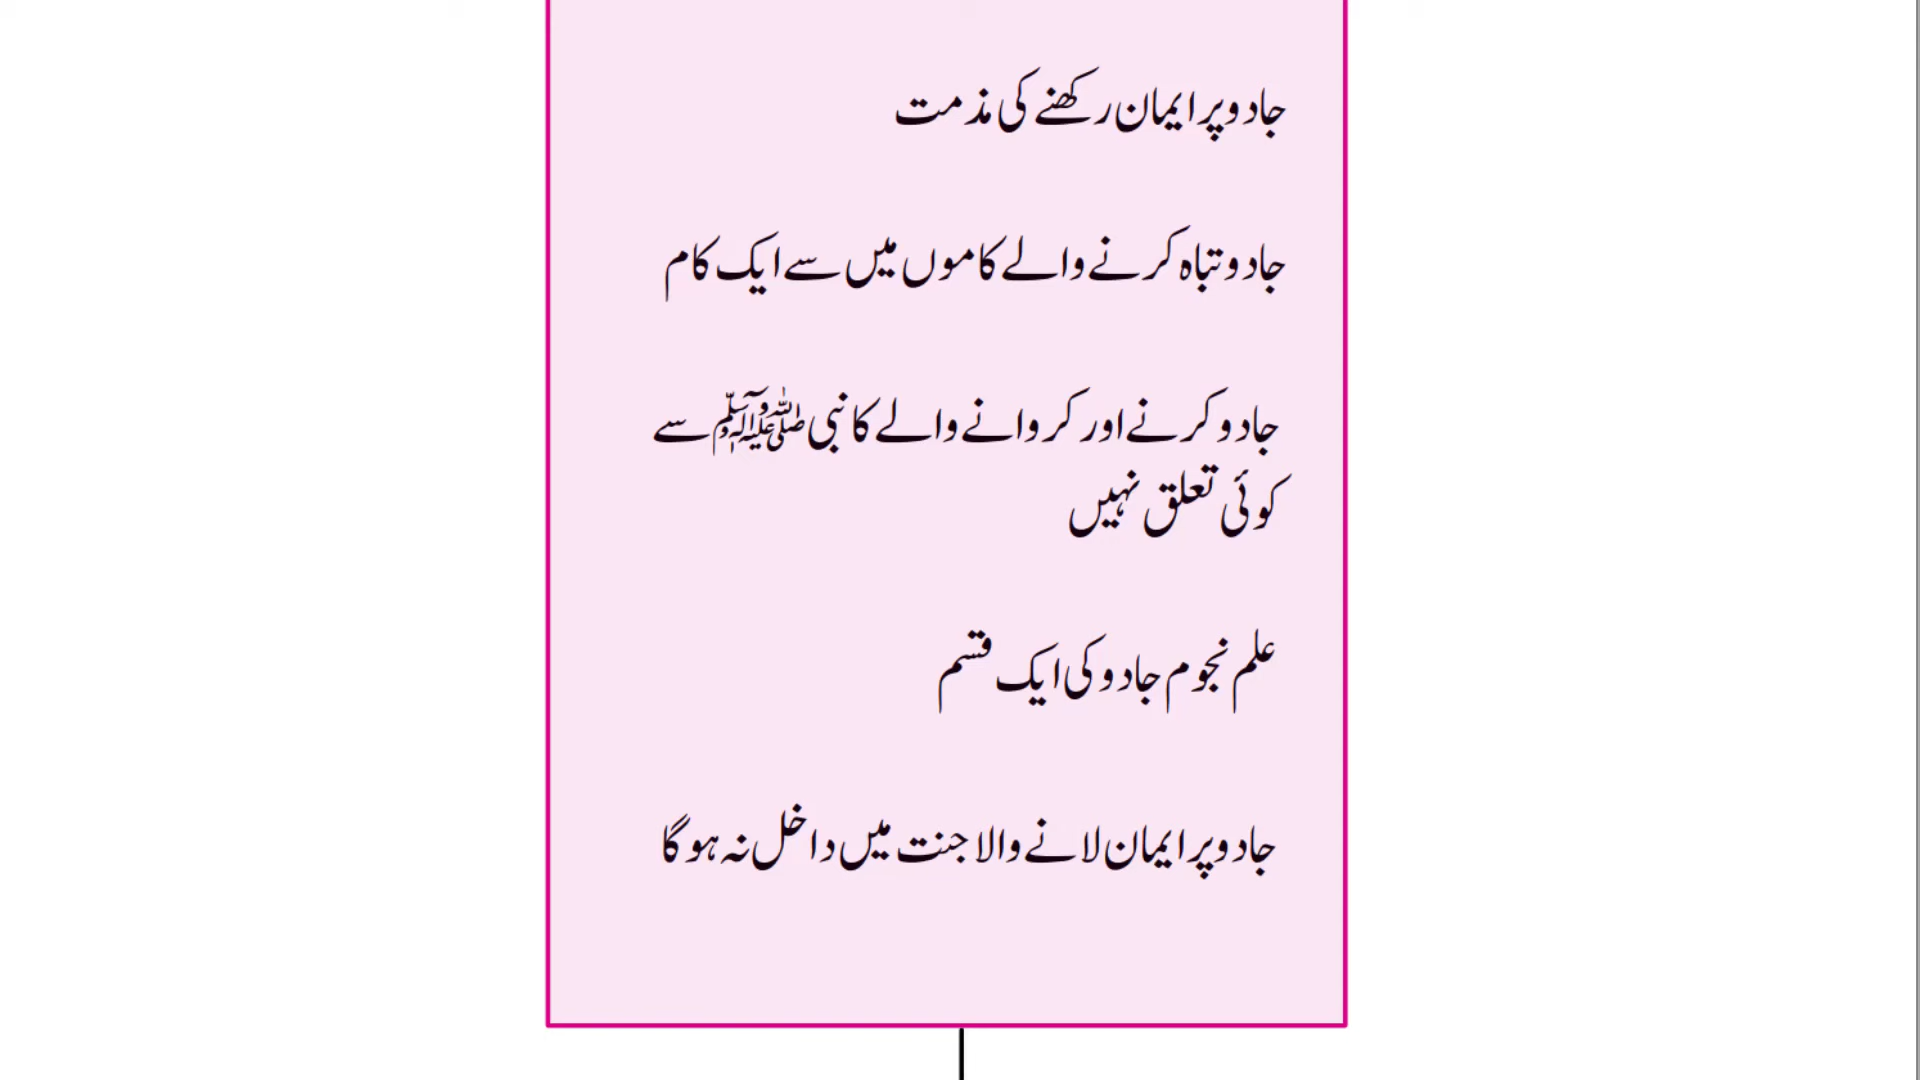 جادو پر ایمان رکھنے کی مذمت
جادو تباہ کرنے والے کاموں میں سے ایک کام
جادو کرنے اور کروانے والے کا نبی ﷺ سے
کوئی تعلق نہیں
علم نجوم جادو کی ایک قسم
جادو پر ایمان لانے والا جنت میں داخل نہ ہو گا